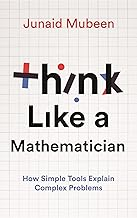 Junaid Mubeen
think
Like a
Mathematician
How Simple Tools Explain
Complex Problems